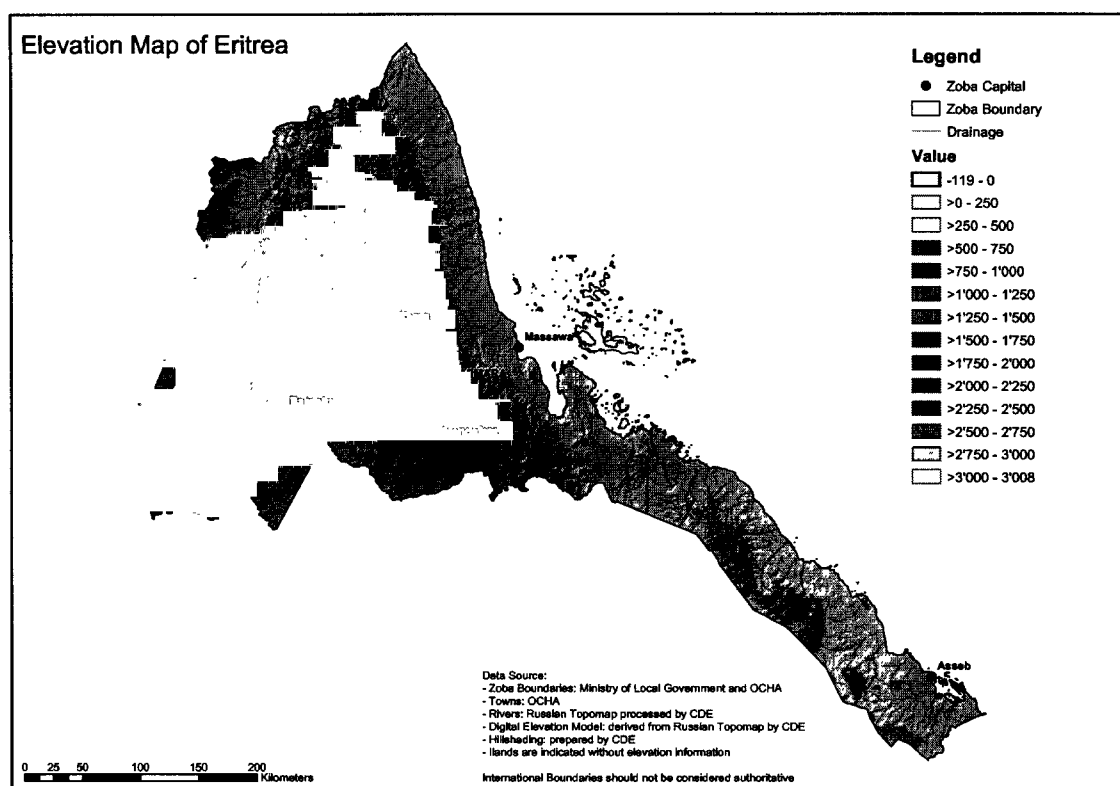 Elevation Map of Eritrea
Legend
Zoba Capital
Zoba Boundary
Drainage
Value
-119 - 0
>0 - 250
>250 - 500
>500 - 750
>750 - 1'000
>1'000 - 1'250
>1'250 - 1'500
>1'500 - 1'750
>1'750 - 2'000
>2'000 - 2'250
>2'250 - 2'500
>2'500 - 2'750
>2'750 - 3'000
>3'000 - 3'008
Massawa
Asseb
Data Source:
- Zoba Boundaries: Ministry of Local Government and OCHA
- Towns: OCHA
- Rivers: Russian Topomap processed by CDE
- Digital Elevation Model: derived from Russian Topomap by CDE
- Hillshading: prepared by CDE
- Ilands are indicated without elevation information
International Boundaries should not be considered authoritative
0 25 50 100 150 200
Kilometers